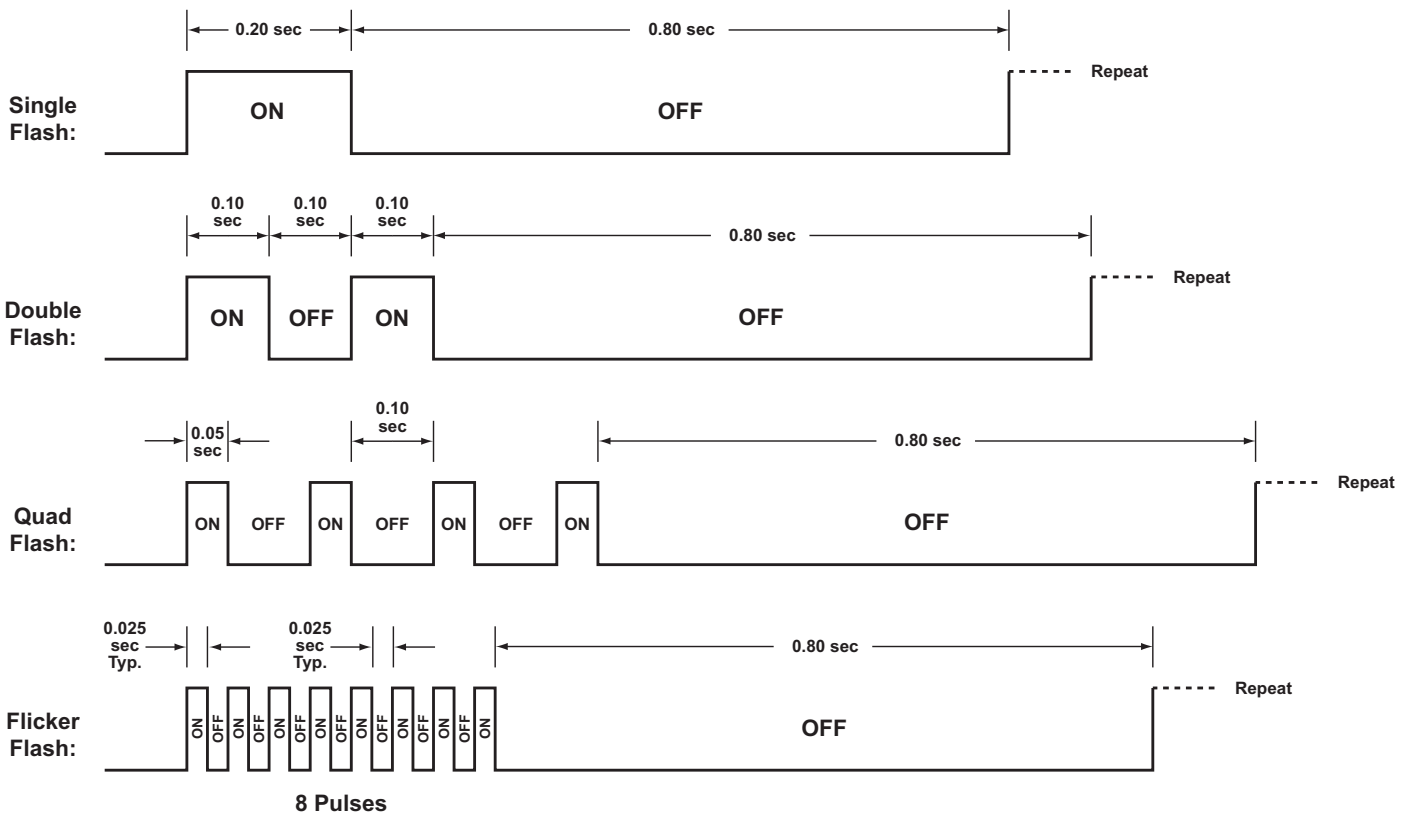 0.20 sec
0.80 sec
Repeat
Single
Flash:
ON
OFF
0.10
sec
0.10
sec
0.10
sec
0.80 sec
Repeat
Double
Flash:
ON
OFF
ON
OFF
0.05
sec
0.10
sec
0.80 sec
Repeat
Quad
Flash:
ON
OFF
ON
OFF
ON
OFF
ON
OFF
0.025
sec
Typ.
0.025
sec
Typ.
0.80 sec
Repeat
Flicker
Flash:
ON
OFF
ON
OFF
ON
OFF
ON
OFF
ON
OFF
ON
OFF
ON
OFF
ON
OFF
8 Pulses